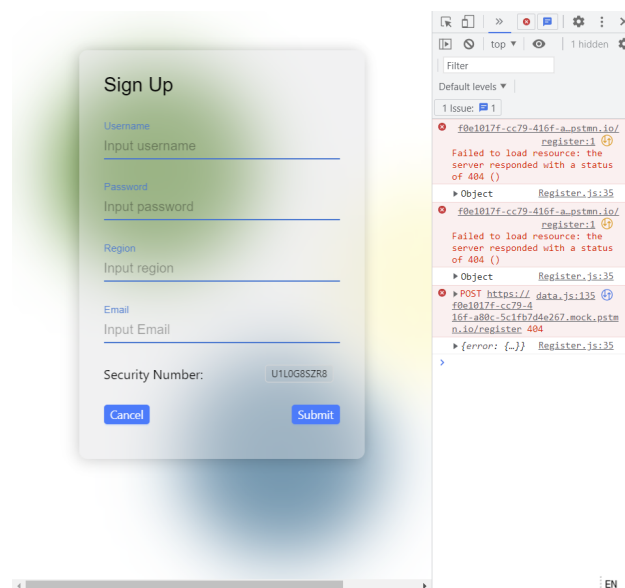 Sign Up
Username
Input username
Password
Input password
Region
Input region
Email
Input Email
Security Number: U1L0G8SZR8
Cancel Submit
top ▼ 1 hidden
Filter
Default levels ▼
1 Issue: 1
f0e1017f-cc79-416f-a…pstmn.io/
register:1
Failed to load resource: the
server responded with a status
of 404 ()
▶ Object Register.js:35
f0e1017f-cc79-416f-a…pstmn.io/
register:1
Failed to load resource: the
server responded with a status
of 404 ()
▶ Object Register.js:35
▶ POST https:// data.js:135
f0e1017f-cc79-4
16f-a80c-5c1fb7d4e267.mock.pstm
n.io/register 404
▶ {error: {…}} Register.js:35
EN